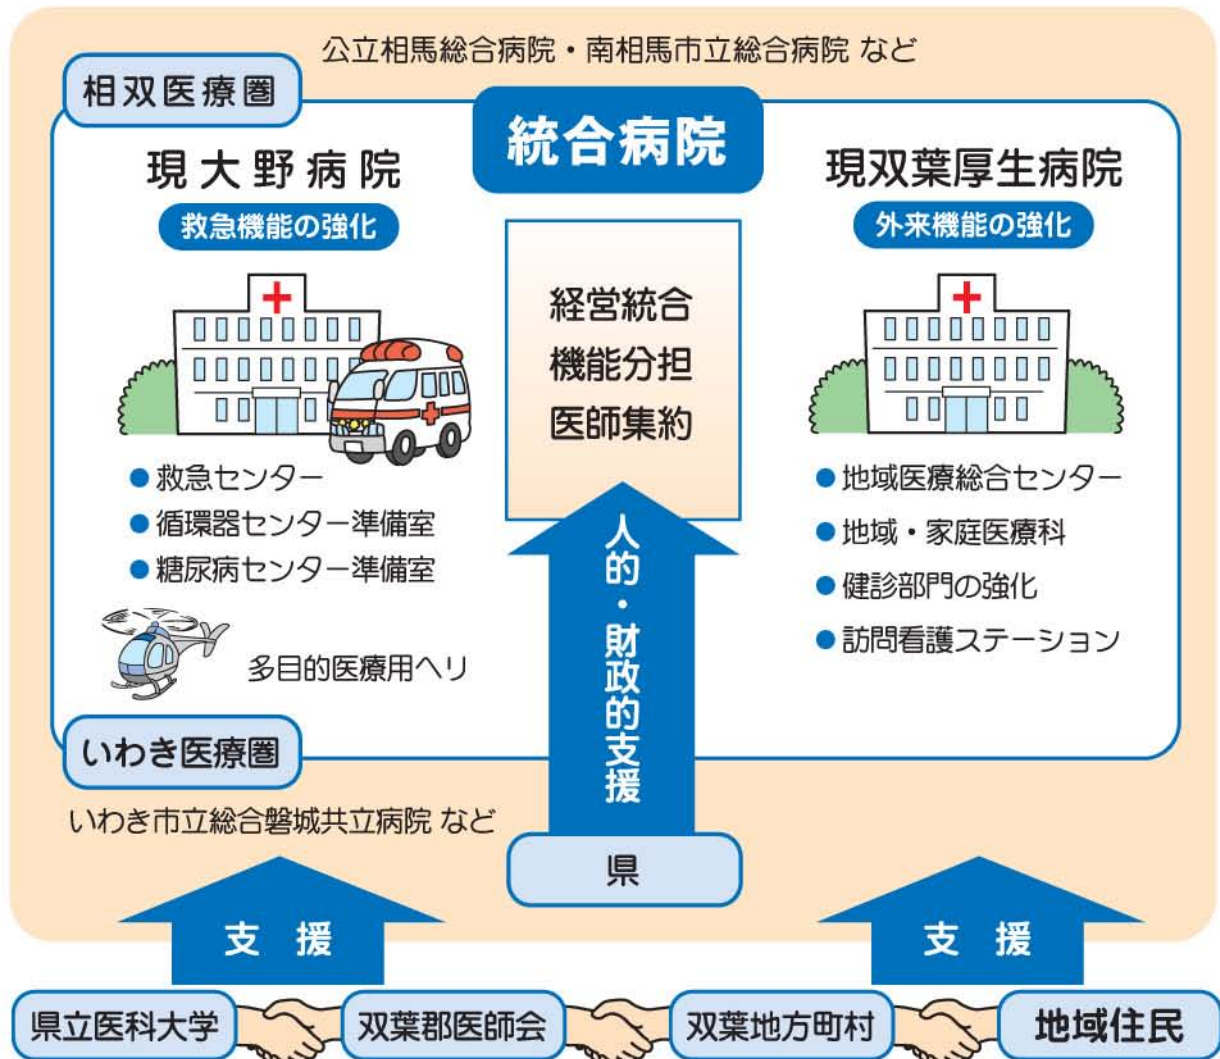 公立相馬総合病院・南相馬市立総合病院 など
相双医療圏
統合病院
現大野病院
救急機能の強化
現双葉厚生病院
外来機能の強化
経営統合
機能分担
医師集約
● 救急センター
● 循環器センター準備室
● 糖尿病センター準備室
多目的医療用ヘリ
● 地域医療総合センター
● 地域・家庭医療科
● 健診部門の強化
● 訪問看護ステーション
人的・財政的支援
いわき医療圏
いわき市立総合磐城共立病院 など
県
支 援
支 援
県立医科大学
双葉郡医師会
双葉地方町村
地域住民